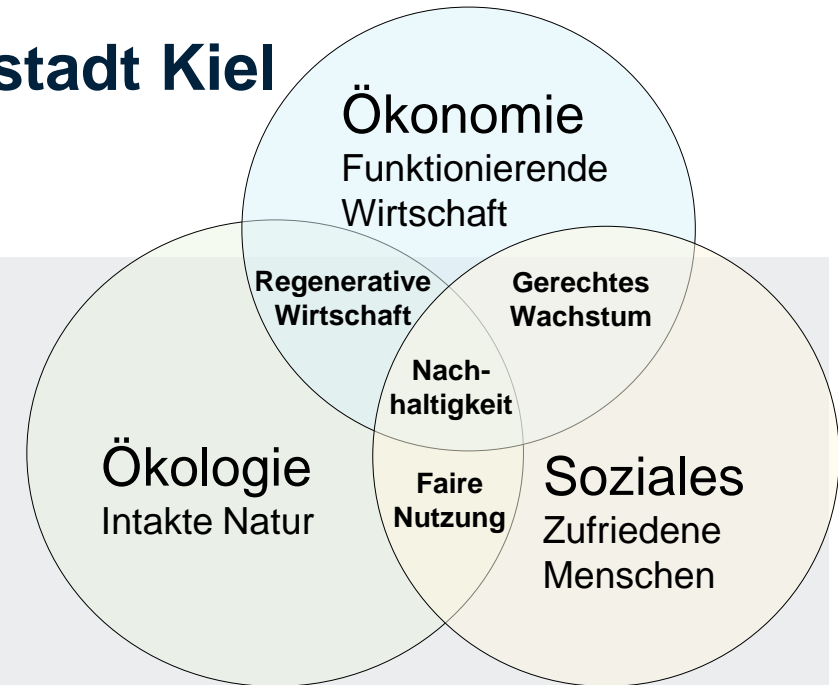 stadt Kiel
Ökonomie
Funktionierende
Wirtschaft
Regenerative
Wirtschaft
Gerechtes
Wachstum
Nach-
haltigkeit
Ökologie
Intakte Natur
Faire
Nutzung
Soziales
Zufriedene
Menschen